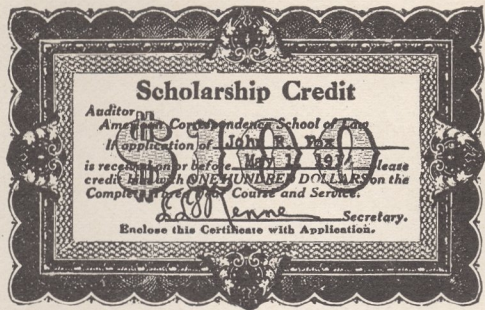 Scholarship Credit
Auditor
American Correspondence School of Law
If application of John R. Fox
is received on or before May 1, please
credit him with ONE HUNDRED DOLLARS on the
Complete Course and Service.
Secretary.
Enclose this Certificate with Application.
$100